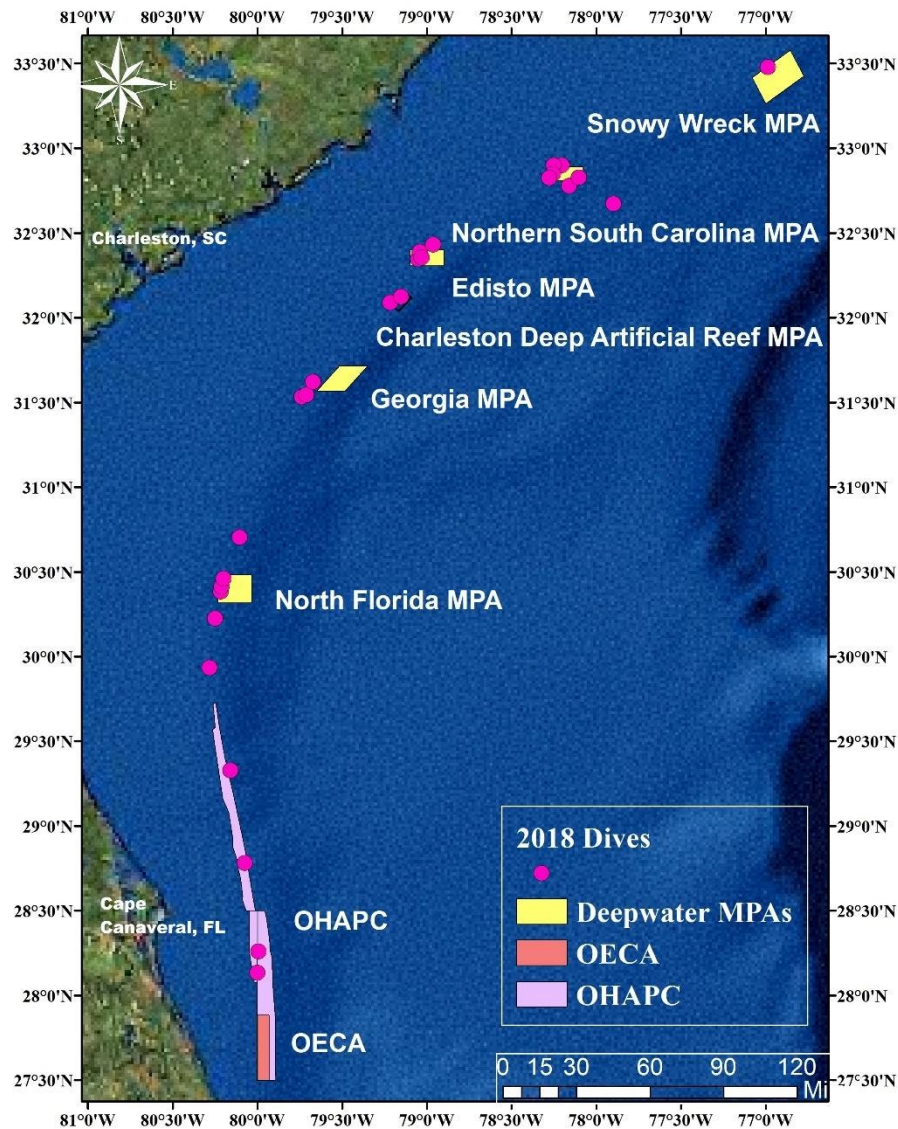 81°0'W 80°30'W 80°0'W 79°30'W 79°0'W 78°30'W 78°0'W 77°30'W 77°0'W
33°30'N 33°30'N
E
S
Snowy Wreck MPA
33°0'N 33°0'N
Charleston, SC
Northern South Carolina MPA
32°30'N 32°30'N
Edisto MPA
32°0'N 32°0'N
Charleston Deep Artificial Reef MPA
31°30'N 31°30'N
Georgia MPA
31°0'N 31°0'N
30°30'N 30°30'N
North Florida MPA
30°0'N 30°0'N
29°30'N 29°30'N
29°0'N 29°0'N
2018 Dives
Cape
Canaveral, FL
28°30'N 28°30'N
OHAPC
Deepwater MPAs
OECA
OHAPC
28°0'N 28°0'N
OECA
0 15 30 60 90 120
Mi
27°30'N 27°30'N
81°0'W 80°30'W 80°0'W 79°30'W 79°0'W 78°30'W 78°0'W 77°30'W 77°0'W